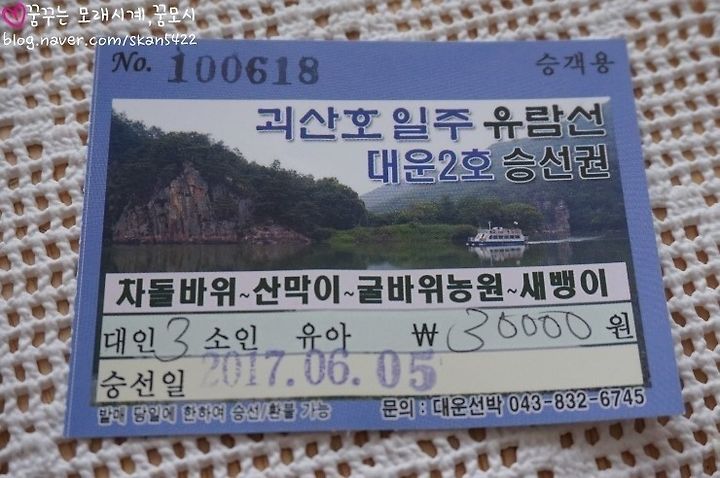 꿈꾸는 모래시계,꿈모시
blog.naver.com/skan5422
No. 100618 승객용
괴산호 일주 유람선
대운2호 승선권
차돌바위~산막이~굴바위농원~새뱅이
대인 3 소인 유아 ₩ 30000 원
승선일 2017.06.05
발매 당일에 한하여 승선/환불 가능 문의 : 대운선박 043-832-6745